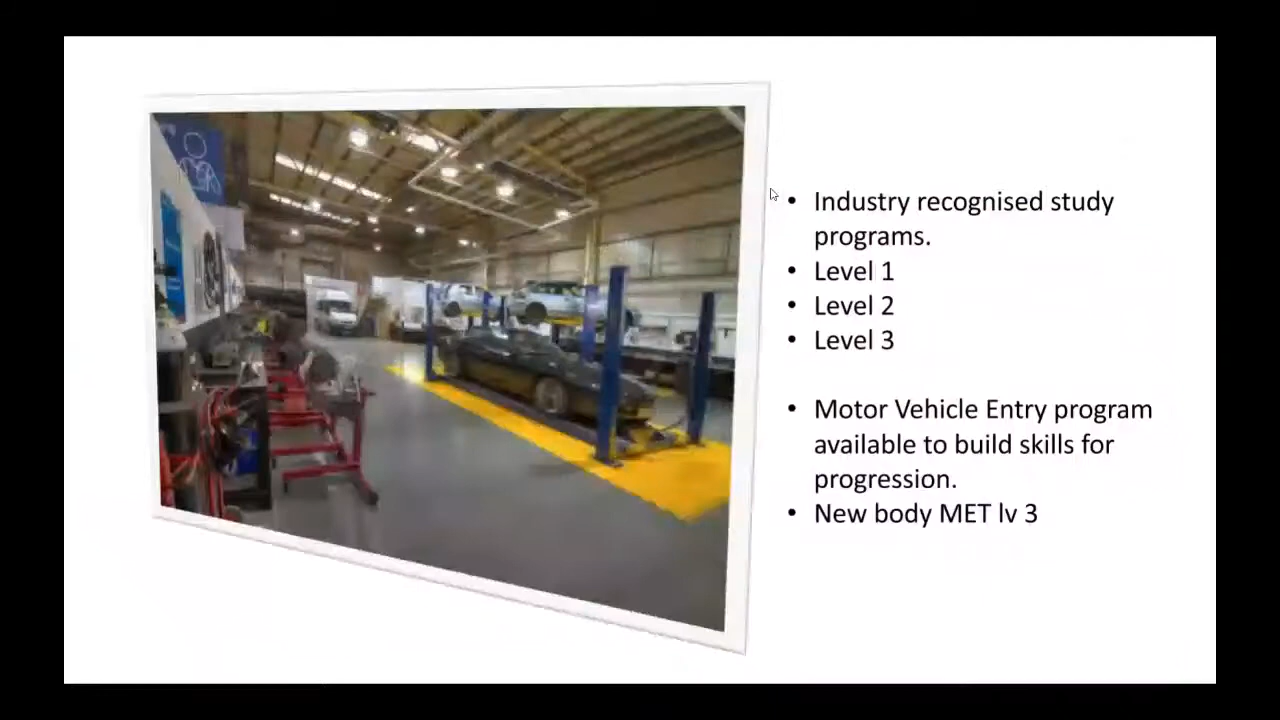 • Industry recognised study
programs.
• Level 1
• Level 2
• Level 3
• Motor Vehicle Entry program
available to build skills for
progression.
• New body MET lv 3